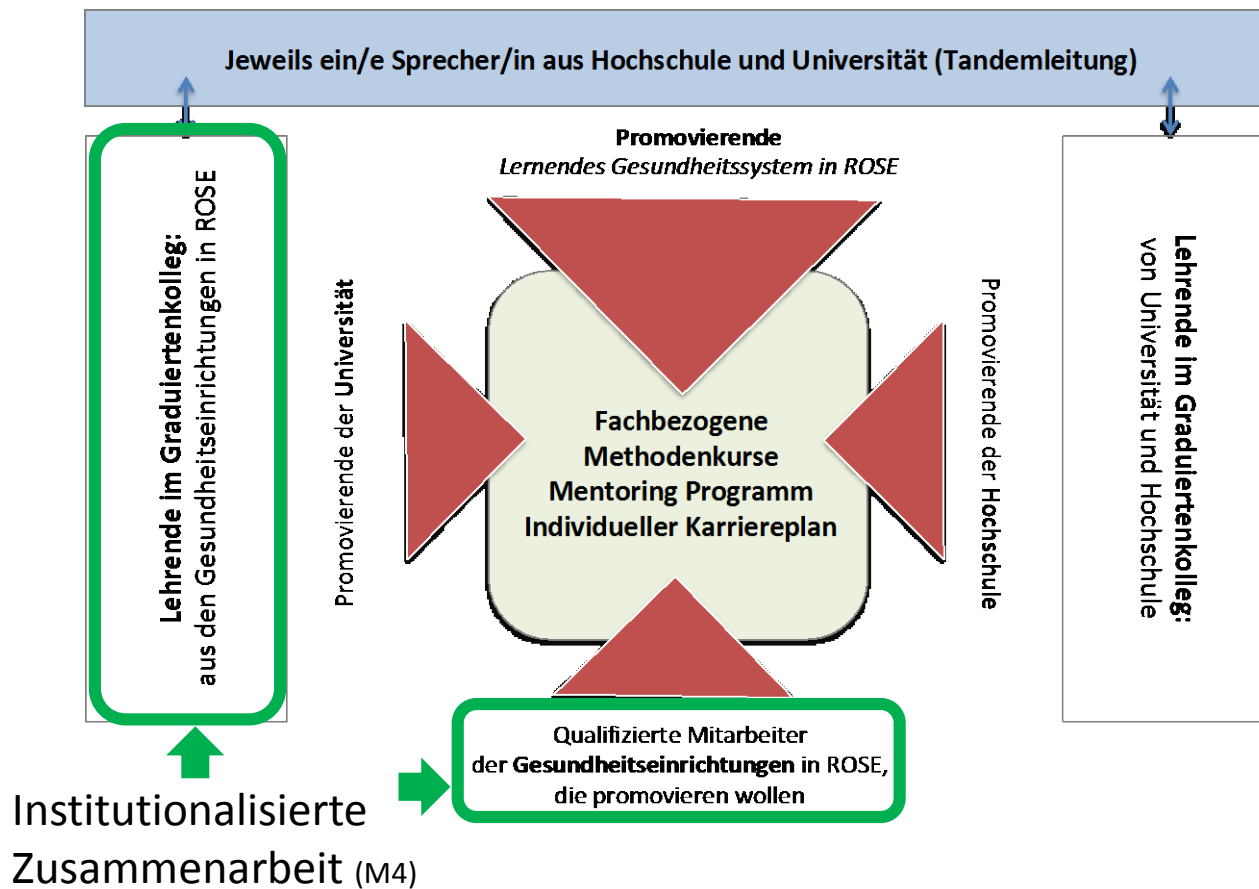 Jeweils ein/e Sprecher/in aus Hochschule und Universität (Tandemleitung)
Promovierende
Lernendes Gesundheitssystem in ROSE
Lehrende im Graduiertenkolleg:
aus den Gesundheitseinrichtungen in ROSE
Promovierende der Universität
Fachbezogene
Methodenkurse
Mentoring Programm
Individueller Karriereplan
Promovierende der Hochschule
Lehrende im Graduiertenkolleg:
von Universität und Hochschule
Qualifizierte Mitarbeiter
der Gesundheitseinrichtungen in ROSE,
die promovieren wollen
Institutionalisierte
Zusammenarbeit (M4)